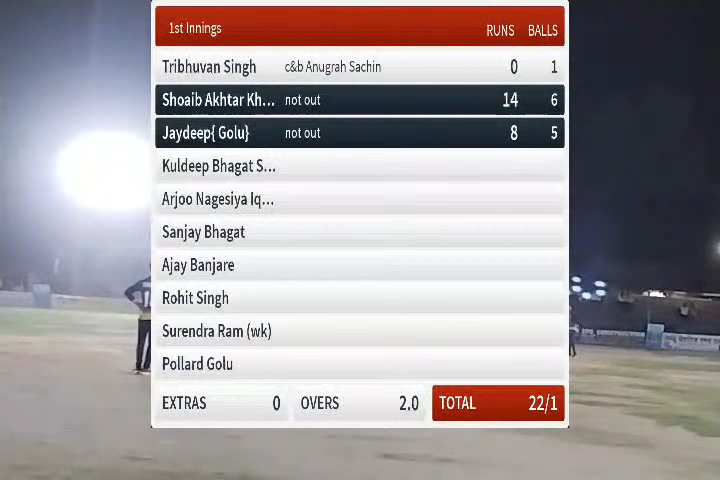 1st Innings RUNS BALLS
Tribhuvan Singh c&b Anugrah Sachin 0 1
Shoaib Akhtar Kh... not out 14 6
Jaydeep{ Golu} not out 8 5
Kuldeep Bhagat S...
Arjoo Nagesiya Iq...
Sanjay Bhagat
Ajay Banjare
Rohit Singh
Surendra Ram (wk)
Pollard Golu
EXTRAS 0 OVERS 2.0 TOTAL 22/1